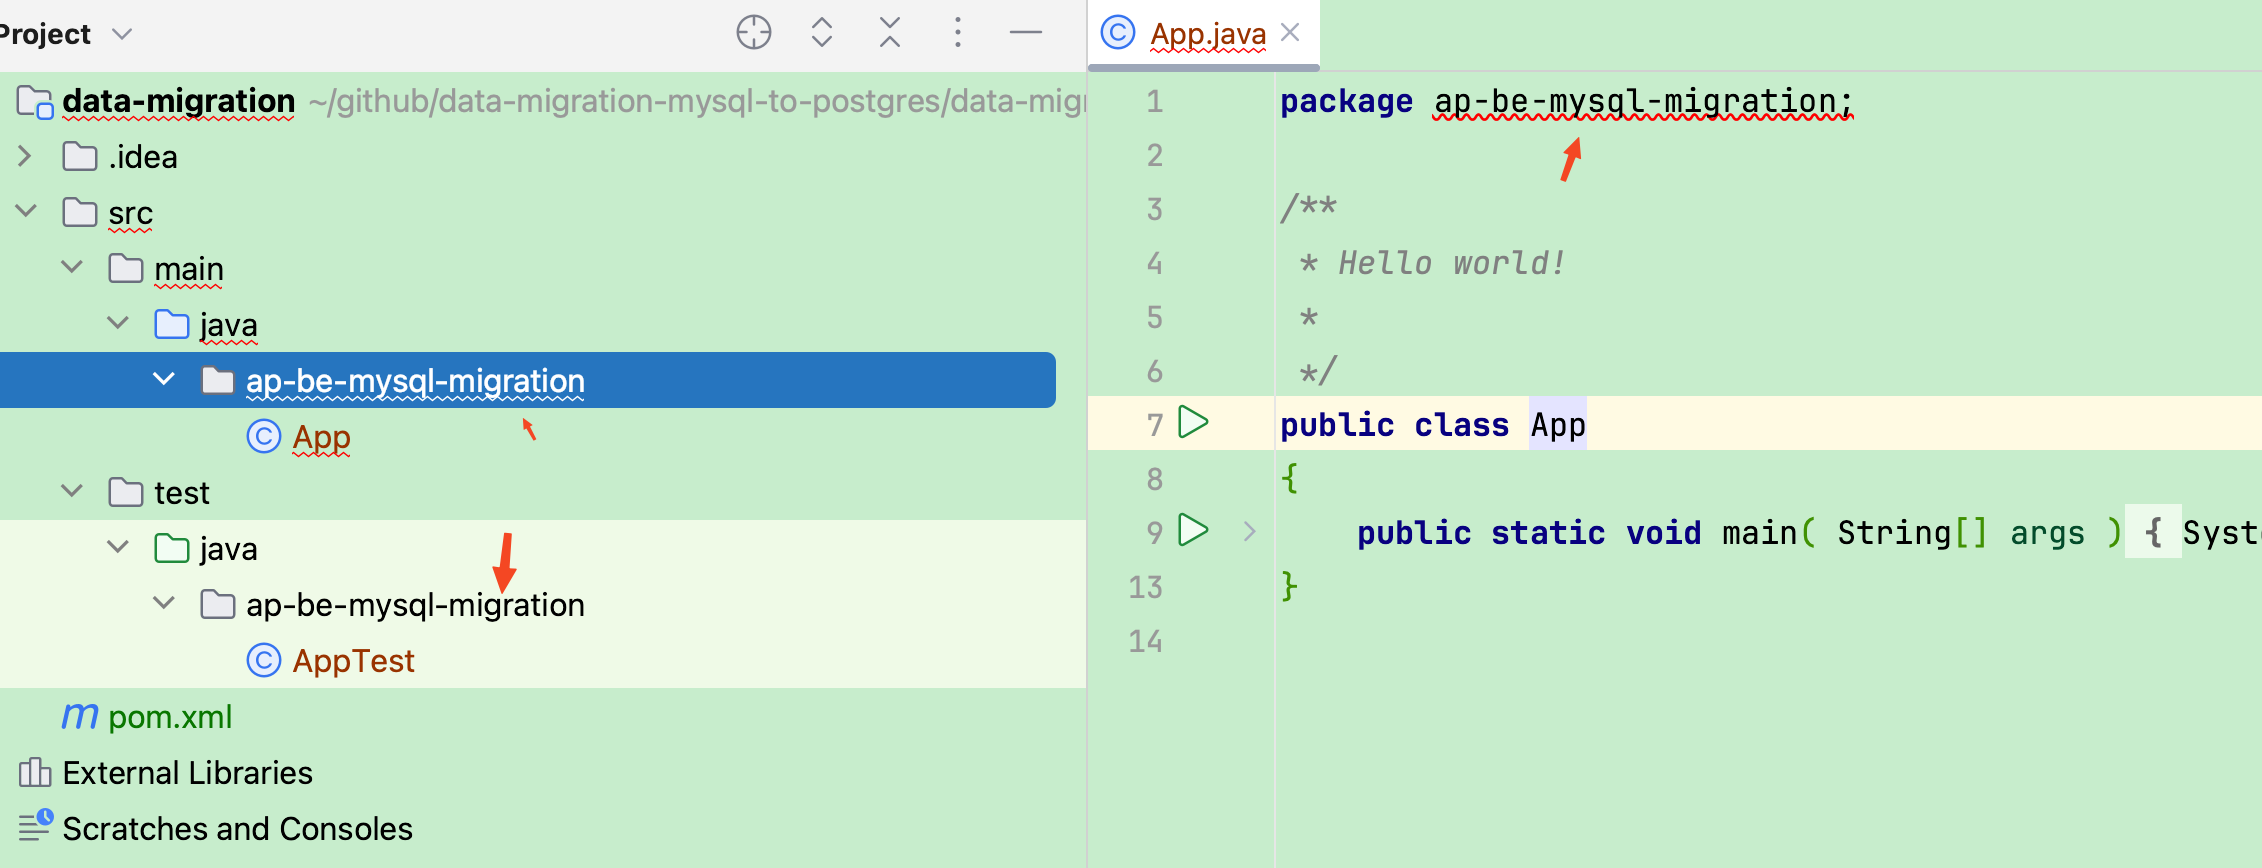 Project
data-migration ~/github/data-migration-mysql-to-postgres/data-migr
.idea
src
main
java
ap-be-mysql-migration
App
test
java
ap-be-mysql-migration
AppTest
pom.xml
External Libraries
Scratches and Consoles
App.java
1 package ap-be-mysql-migration;
2
3 /**
4 * Hello world!
5 *
6 */
7 public class App
8 {
9 public static void main( String[] args ) { Syst
13 }
14